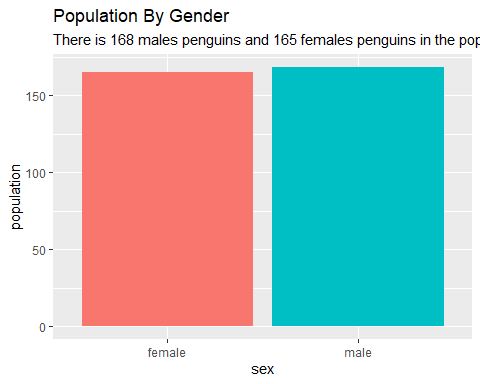 Population By Gender
There is 168 males penguins and 165 females penguins in the pop
150
100
50
0
population
female male
sex